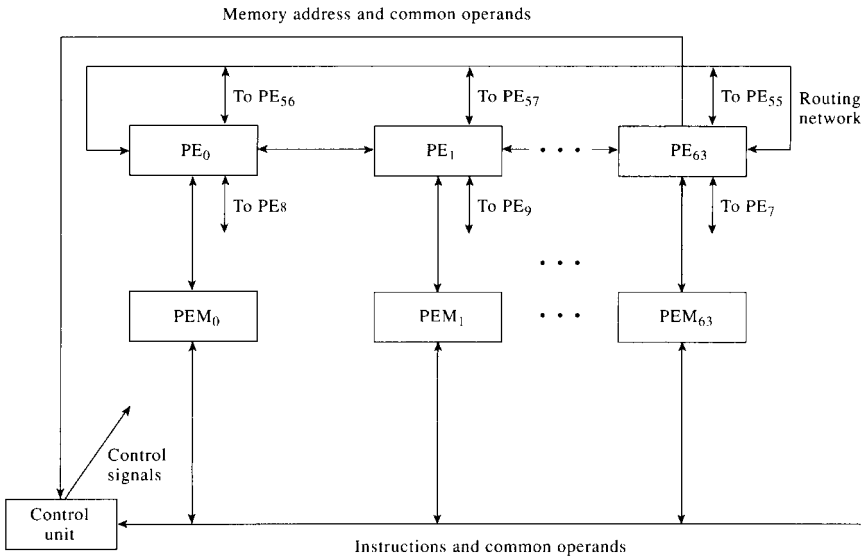 Memory address and common operands
To PE56
To PE57
To PE55
Routing
network
PE0
PE1
PE63
To PE8
To PE9
To PE7
PEM0
PEM1
PEM63
Control
signals
Control
unit
Instructions and common operands